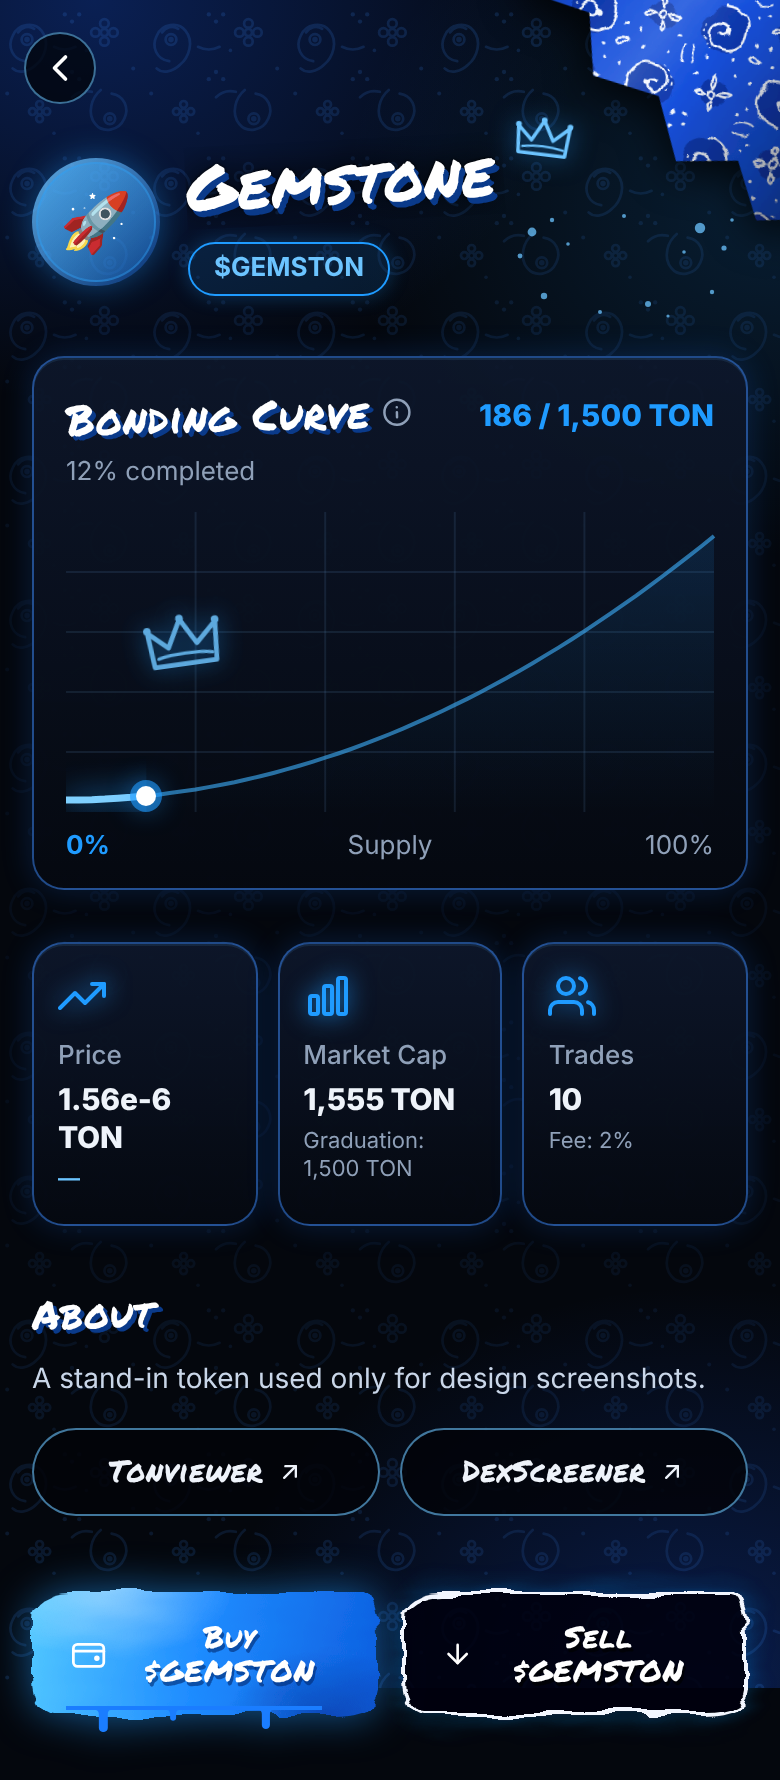 GEMSTONE
$GEMSTON
BONDING CURVE
186 / 1,500 TON
12% completed
0%
Supply
100%
Price
1.56e-6
TON
—
Market Cap
1,555 TON
Graduation:
1,500 TON
Trades
10
Fee: 2%
ABOUT
A stand-in token used only for design screenshots.
TONVIEWER
DEXSCREENER
BUY
$GEMSTON
SELL
$GEMSTON